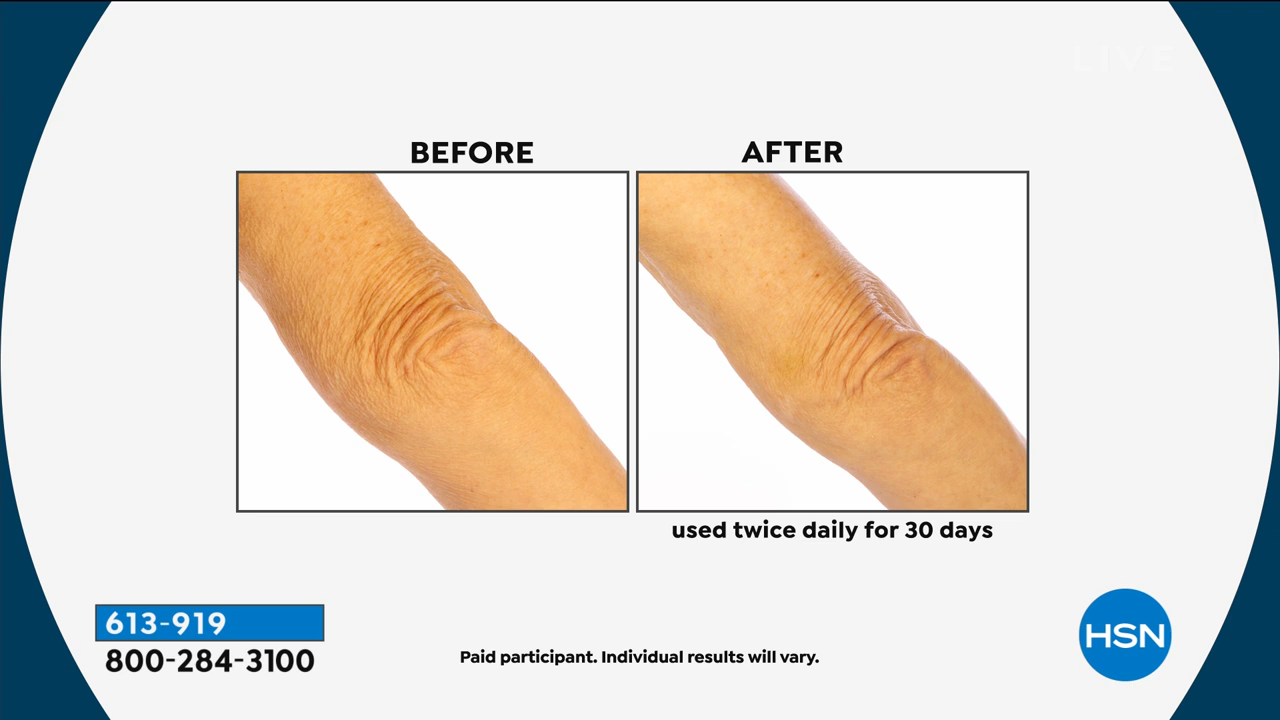 LIVE
BEFORE
AFTER
used twice daily for 30 days
613-919
800-284-3100
Paid participant. Individual results will vary.
HSN